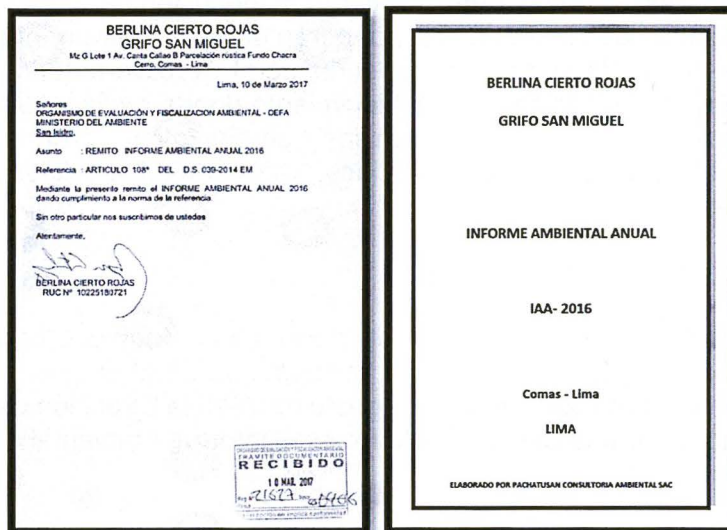 BERLINA CIERTO ROJAS
GRIFO SAN MIGUEL
Mz G Lote 1 Av. Canta Callao B Parcelación rústica Fundo Chacra
Cerro, Comas - Lima
Lima, 10 de Marzo 2017
Señores
ORGANISMO DE EVALUACIÓN Y FISCALIZACION AMBIENTAL - OEFA
MINISTERIO DEL AMBIENTE
San Isidro.
Asunto : REMITO INFORME AMBIENTAL ANUAL 2016
Referencia : ARTICULO 108° DEL D.S. 039-2014 EM
Mediante la presente remito el INFORME AMBIENTAL ANUAL 2016
dando cumplimiento a la norma de la referencia.
Sin otro particular nos suscribimos de ustedes
Atentamente,
BERLINA CIERTO ROJAS
RUC Nº 10225180721
TRAMITE DOCUMENTARIO
RECIBIDO
10 MAR. 2017
21627
BERLINA CIERTO ROJAS
GRIFO SAN MIGUEL
INFORME AMBIENTAL ANUAL
IAA- 2016
Comas - Lima
LIMA
ELABORADO POR PACHATUSAN CONSULTORIA AMBIENTAL SAC